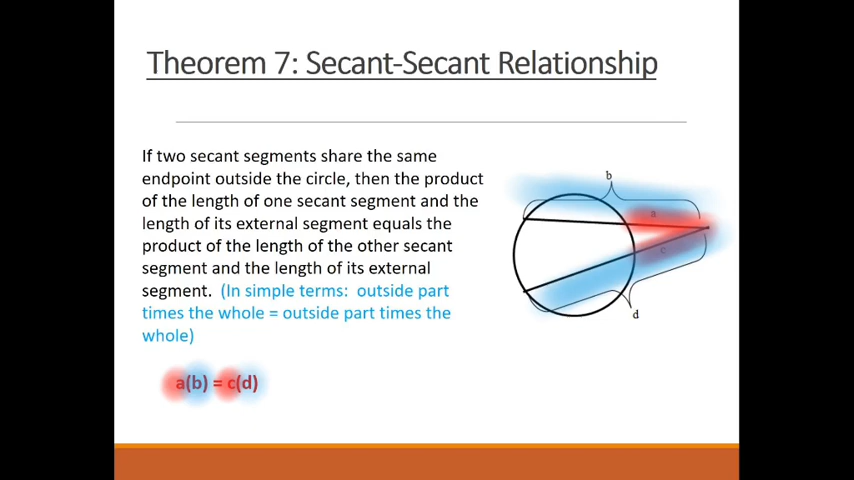 Theorem 7: Secant-Secant Relationship
If two secant segments share the same
endpoint outside the circle, then the product
of the length of one secant segment and the
length of its external segment equals the
product of the length of the other secant
segment and the length of its external
segment. (In simple terms: outside part
times the whole = outside part times the
whole)
a(b) = c(d)
b
a
c
d